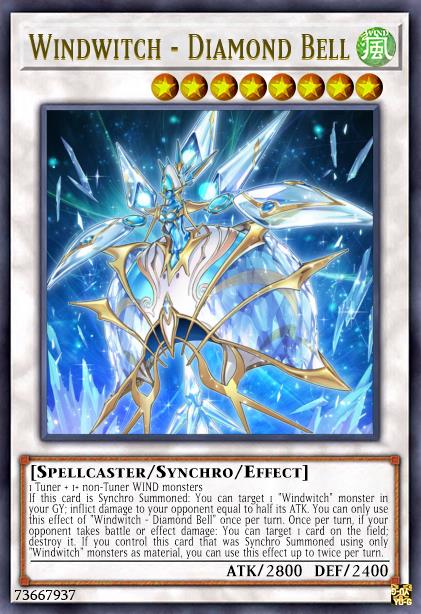 WINDWITCH - DIAMOND BELL
WIND
風
[SPELLCASTER/SYNCHRO/EFFECT]
1 Tuner + 1+ non-Tuner WIND monsters
If this card is Synchro Summoned: You can target 1 "Windwitch" monster in
your GY; inflict damage to your opponent equal to half its ATK. You can only use
this effect of "Windwitch - Diamond Bell" once per turn. Once per turn, if your
opponent takes battle or effect damage: You can target 1 card on the field;
destroy it. If you control this card that was Synchro Summoned using only
"Windwitch" monsters as material, you can use this effect up to twice per turn.
ATK/2800 DEF/2400
73667937